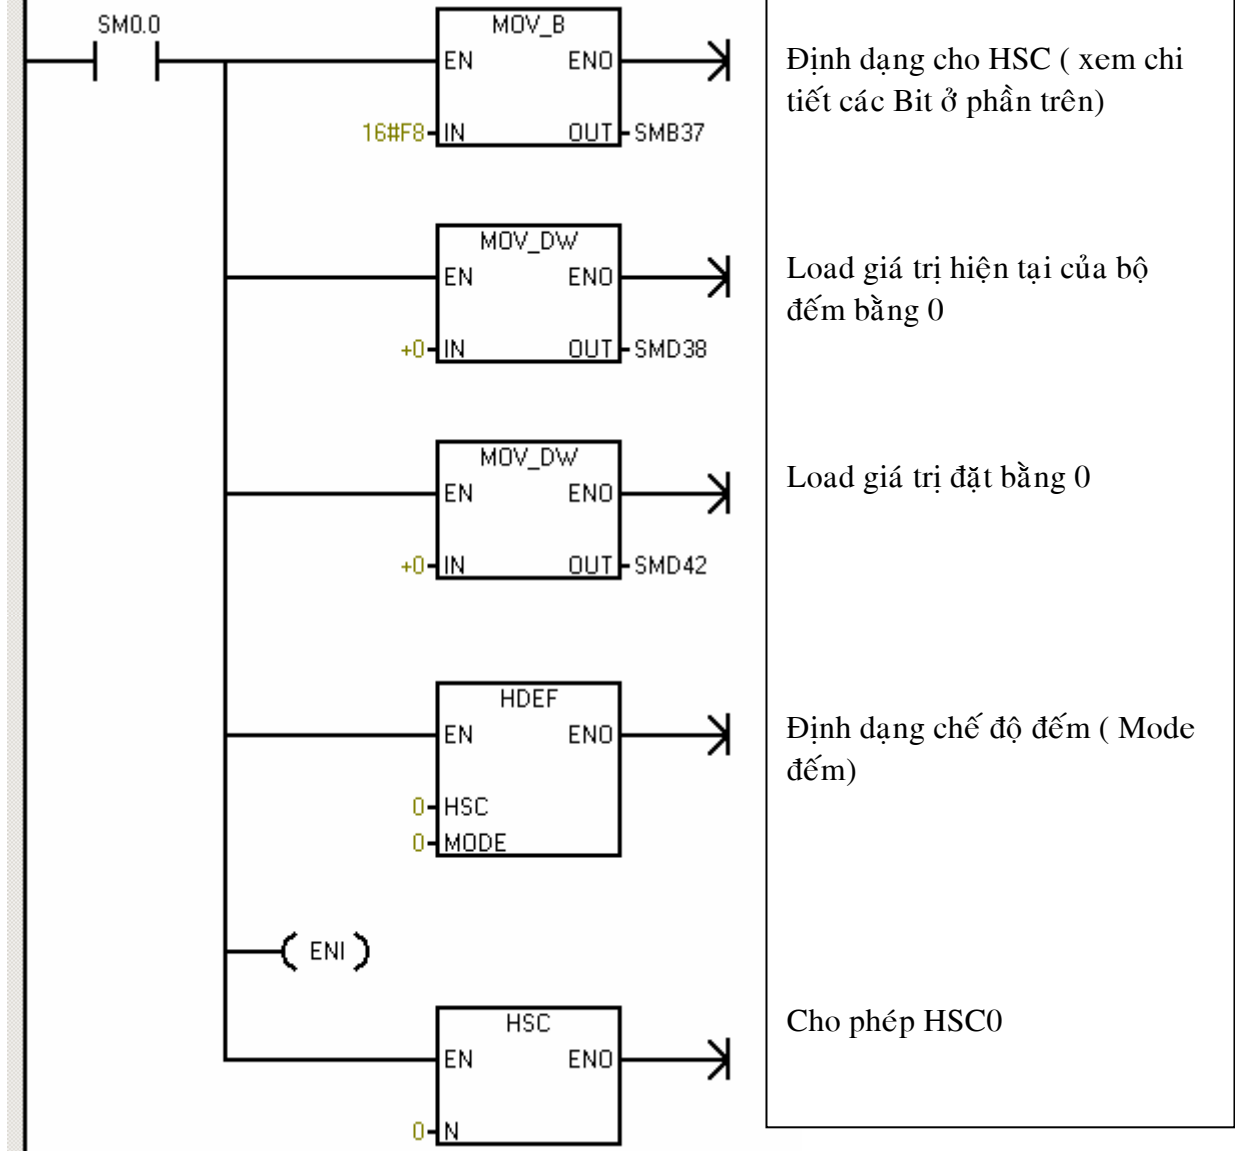 SM0.0
MOV_B
EN ENO
16#F8 IN OUT SMB37
Định dạng cho HSC ( xem chi
tiết các Bit ở phần trên)
MOV_DW
EN ENO
+0 IN OUT SMD38
Load giá trị hiện tại của bộ
đếm bằng 0
MOV_DW
EN ENO
+0 IN OUT SMD42
Load giá trị đặt bằng 0
HDEF
EN ENO
0 HSC
0 MODE
Định dạng chế độ đếm ( Mode
đếm)
( ENI )
HSC
EN ENO
0 N
Cho phép HSC0